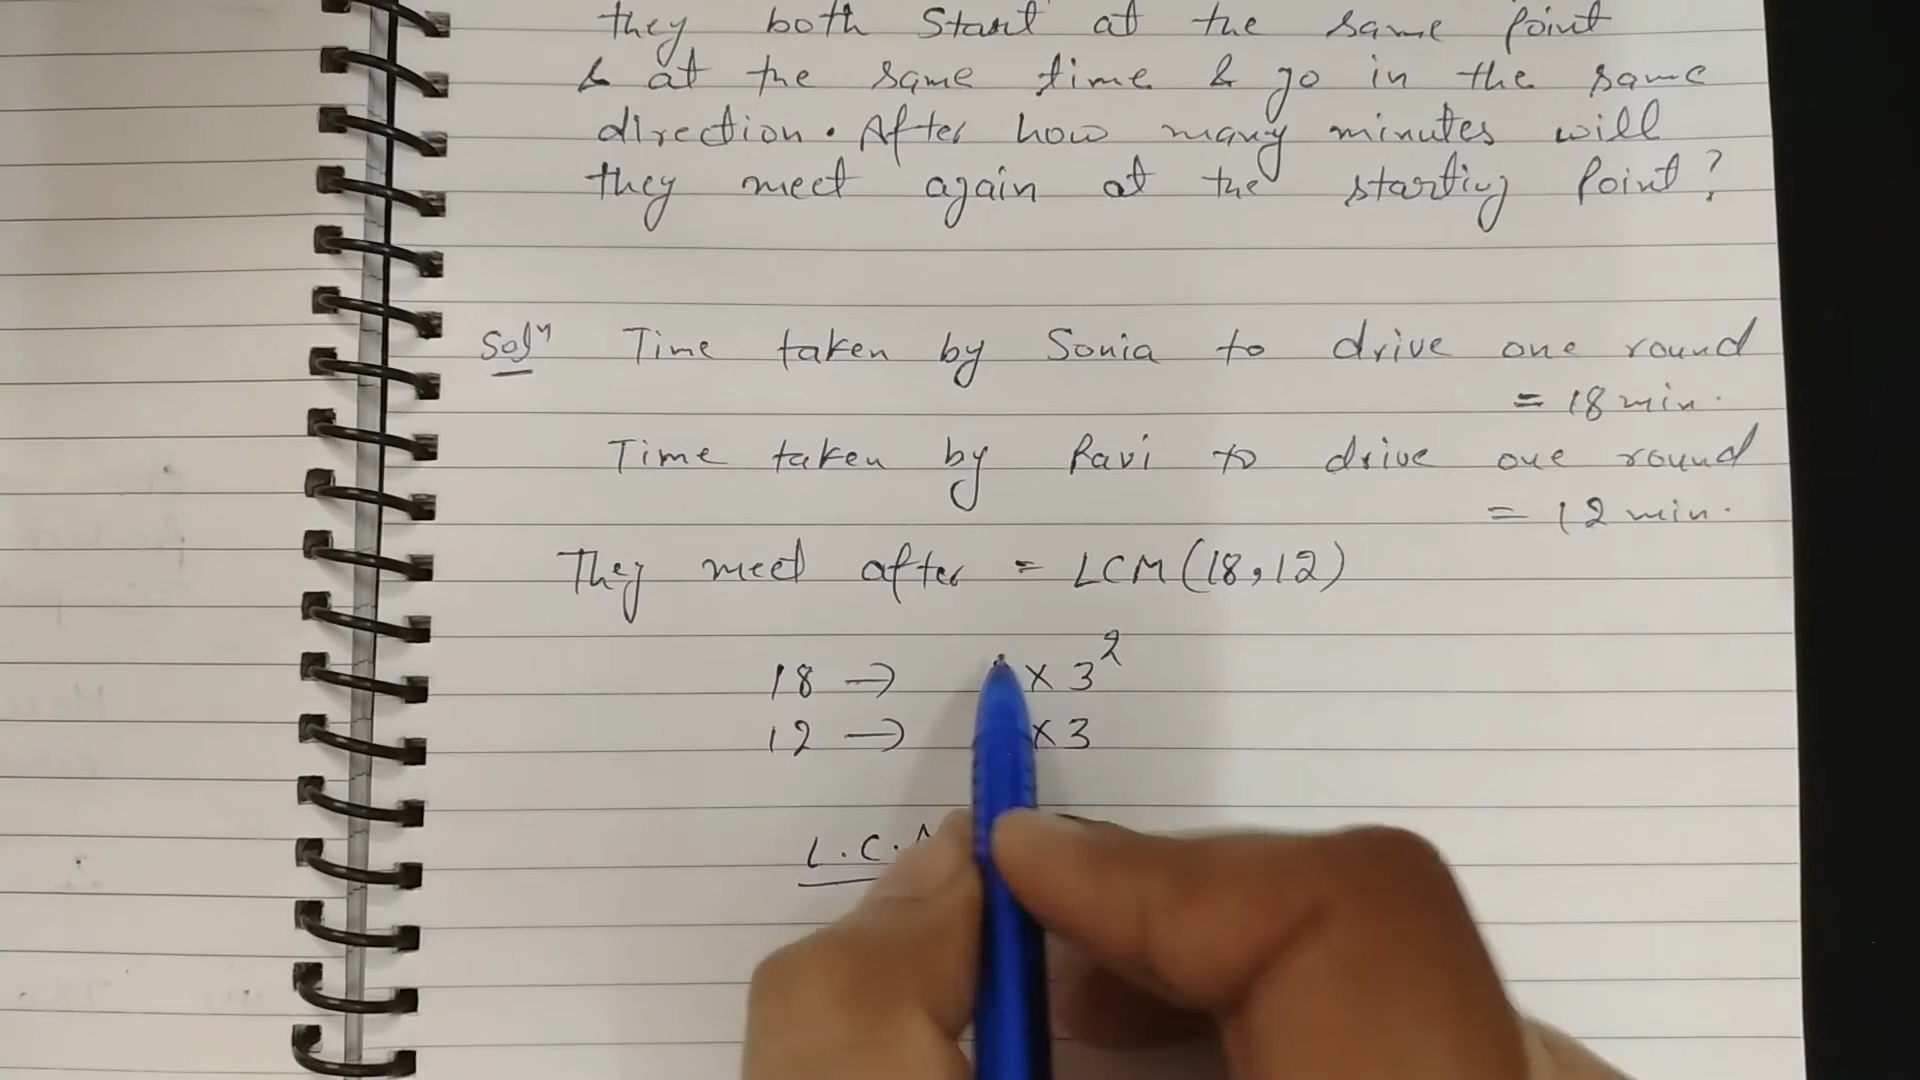 they both start at the same point
& at the same time & go in the same
direction. After how many minutes will
they meet again at the starting point?
Solⁿ Time taken by Sonia to drive one round
= 18 min.
Time taken by Ravi to drive one round
= 12 min.
They meet after = LCM (18, 12)
18 → × 3²
12 → × 3
L.C.